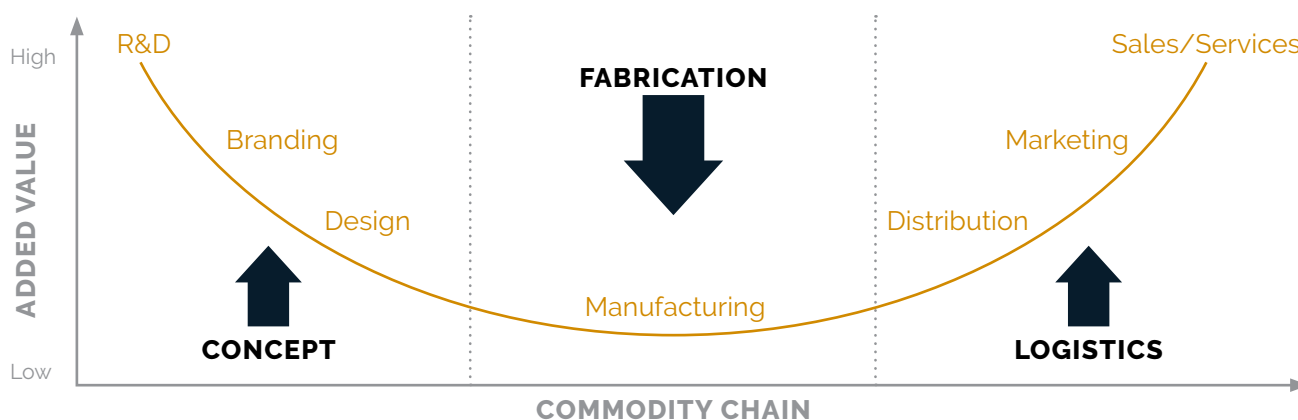 R&D
Sales/Services
High
FABRICATION
Branding
Marketing
ADDED VALUE
Design
Distribution
Manufacturing
CONCEPT
LOGISTICS
Low
COMMODITY CHAIN